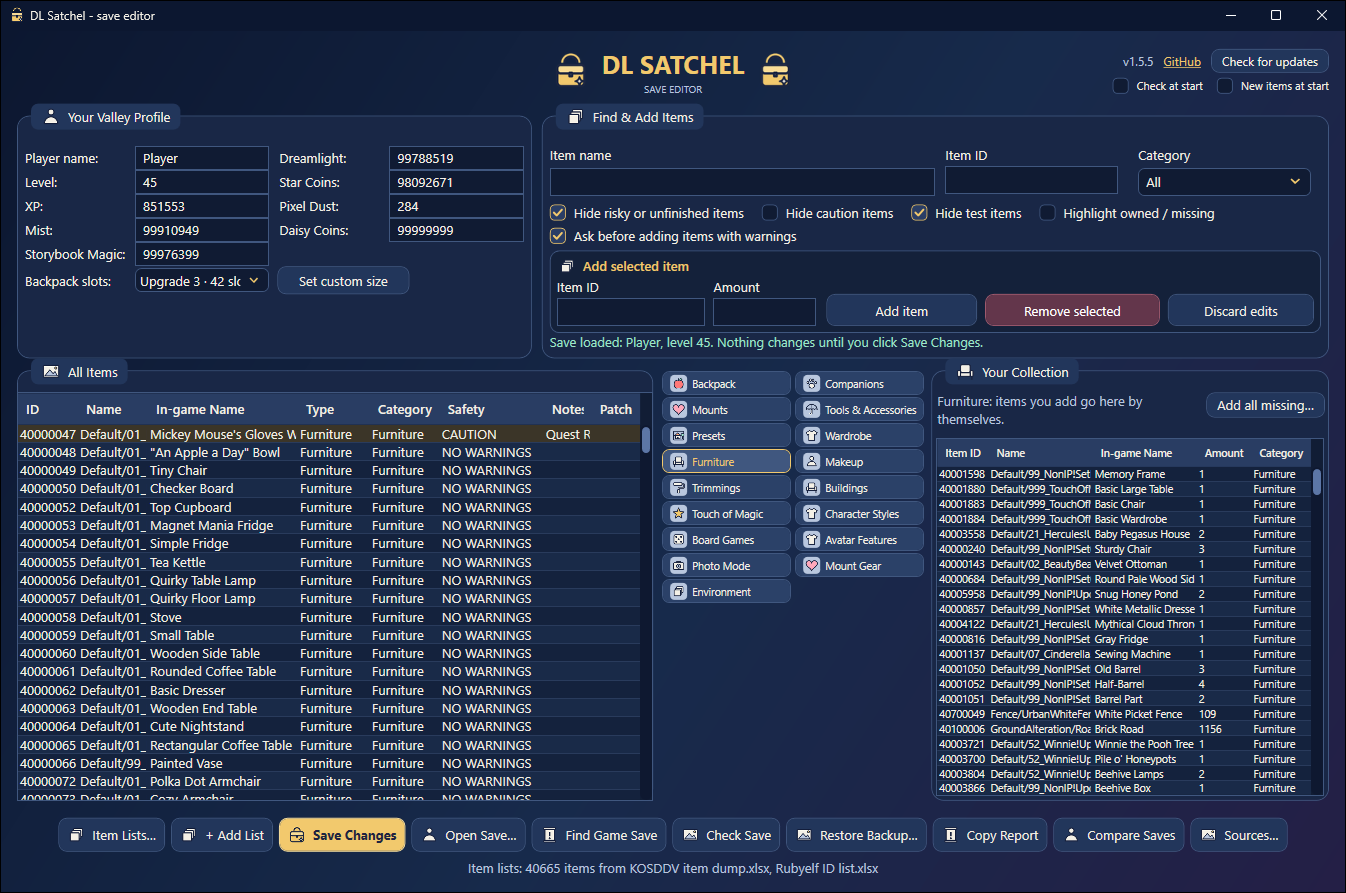 DL Satchel - save editor
DL SATCHEL
SAVE EDITOR
v1.5.5 GitHub Check for updates
Check at start New items at start
Your Valley Profile
Player name: Player Dreamlight: 99788519
Level: 45 Star Coins: 98092671
XP: 851553 Pixel Dust: 284
Mist: 99910949 Daisy Coins: 99999999
Storybook Magic: 99976399
Backpack slots: Upgrade 3 · 42 slc Set custom size
Find & Add Items
Item name Item ID Category
All
Hide risky or unfinished items Hide caution items Hide test items Highlight owned / missing
Ask before adding items with warnings
Add selected item
Item ID Amount
Add item Remove selected Discard edits
Save loaded: Player, level 45. Nothing changes until you click Save Changes.
All Items
ID Name In-game Name Type Category Safety Notes Patch
40000047 Default/01_ Mickey Mouse's Gloves W Furniture Furniture CAUTION Quest R
40000048 Default/01_ "An Apple a Day" Bowl Furniture Furniture NO WARNINGS
40000049 Default/01_ Tiny Chair Furniture Furniture NO WARNINGS
40000050 Default/01_ Checker Board Furniture Furniture NO WARNINGS
40000052 Default/01_ Top Cupboard Furniture Furniture NO WARNINGS
40000053 Default/01_ Magnet Mania Fridge Furniture Furniture NO WARNINGS
40000054 Default/01_ Simple Fridge Furniture Furniture NO WARNINGS
40000055 Default/01_ Tea Kettle Furniture Furniture NO WARNINGS
40000056 Default/01_ Quirky Table Lamp Furniture Furniture NO WARNINGS
40000057 Default/01_ Quirky Floor Lamp Furniture Furniture NO WARNINGS
40000058 Default/01_ Stove Furniture Furniture NO WARNINGS
40000059 Default/01_ Small Table Furniture Furniture NO WARNINGS
40000060 Default/01_ Wooden Side Table Furniture Furniture NO WARNINGS
40000061 Default/01_ Rounded Coffee Table Furniture Furniture NO WARNINGS
40000062 Default/01_ Basic Dresser Furniture Furniture NO WARNINGS
40000063 Default/01_ Wooden End Table Furniture Furniture NO WARNINGS
40000064 Default/01_ Cute Nightstand Furniture Furniture NO WARNINGS
40000065 Default/01_ Rectangular Coffee Table Furniture Furniture NO WARNINGS
40000066 Default/99_ Painted Vase Furniture Furniture NO WARNINGS
40000072 Default/01_ Polka Dot Armchair Furniture Furniture NO WARNINGS
40000073 Default/01_ Cozy Armchair Furniture Furniture NO WARNINGS
Backpack Companions
Mounts Tools & Accessories
Presets Wardrobe
Furniture Makeup
Trimmings Buildings
Touch of Magic Character Styles
Board Games Avatar Features
Photo Mode Mount Gear
Environment
Your Collection
Furniture: items you add go here by
themselves.
Add all missing...
Item ID Name In-game Name Amount Category
40001598 Default/99_NonIP!Set Memory Frame 1 Furniture
40001880 Default/999_TouchOfI Basic Large Table 1 Furniture
40001883 Default/999_TouchOfI Basic Chair 1 Furniture
40001884 Default/999_TouchOfI Basic Wardrobe 1 Furniture
40003558 Default/21_Hercules!U Baby Pegasus House 2 Furniture
40000240 Default/99_NonIP!Set Sturdy Chair 3 Furniture
40000143 Default/02_BeautyBea Velvet Ottoman 1 Furniture
40000684 Default/99_NonIP!Set Round Pale Wood Sid 1 Furniture
40005958 Default/99_NonIP!Upd Snug Honey Pond 2 Furniture
40000857 Default/99_NonIP!Set White Metallic Dresse 1 Furniture
40004122 Default/21_Hercules!U Mythical Cloud Thron 1 Furniture
40000816 Default/99_NonIP!Set Gray Fridge 1 Furniture
40001137 Default/07_Cinderella Sewing Machine 1 Furniture
40001050 Default/99_NonIP!Set Old Barrel 3 Furniture
40001052 Default/99_NonIP!Set Half-Barrel 4 Furniture
40001051 Default/99_NonIP!Set Barrel Part 2 Furniture
40700049 Fence/UrbanWhiteFer White Picket Fence 109 Furniture
40100006 GroundAlteration/Roa Brick Road 1156 Furniture
40003721 Default/52_Winnie!Up Winnie the Pooh Tree 1 Furniture
40003700 Default/52_Winnie!Up Pile o' Honeypots 1 Furniture
40003804 Default/52_Winnie!Up Beehive Lamps 2 Furniture
40003866 Default/99_NonIP!Upd Beehive Box 1 Furniture
Item Lists... + Add List Save Changes Open Save... Find Game Save Check Save Restore Backup... Copy Report Compare Saves Sources...
Item lists: 40665 items from KOSDDV item dump.xlsx, Rubyelf ID list.xlsx